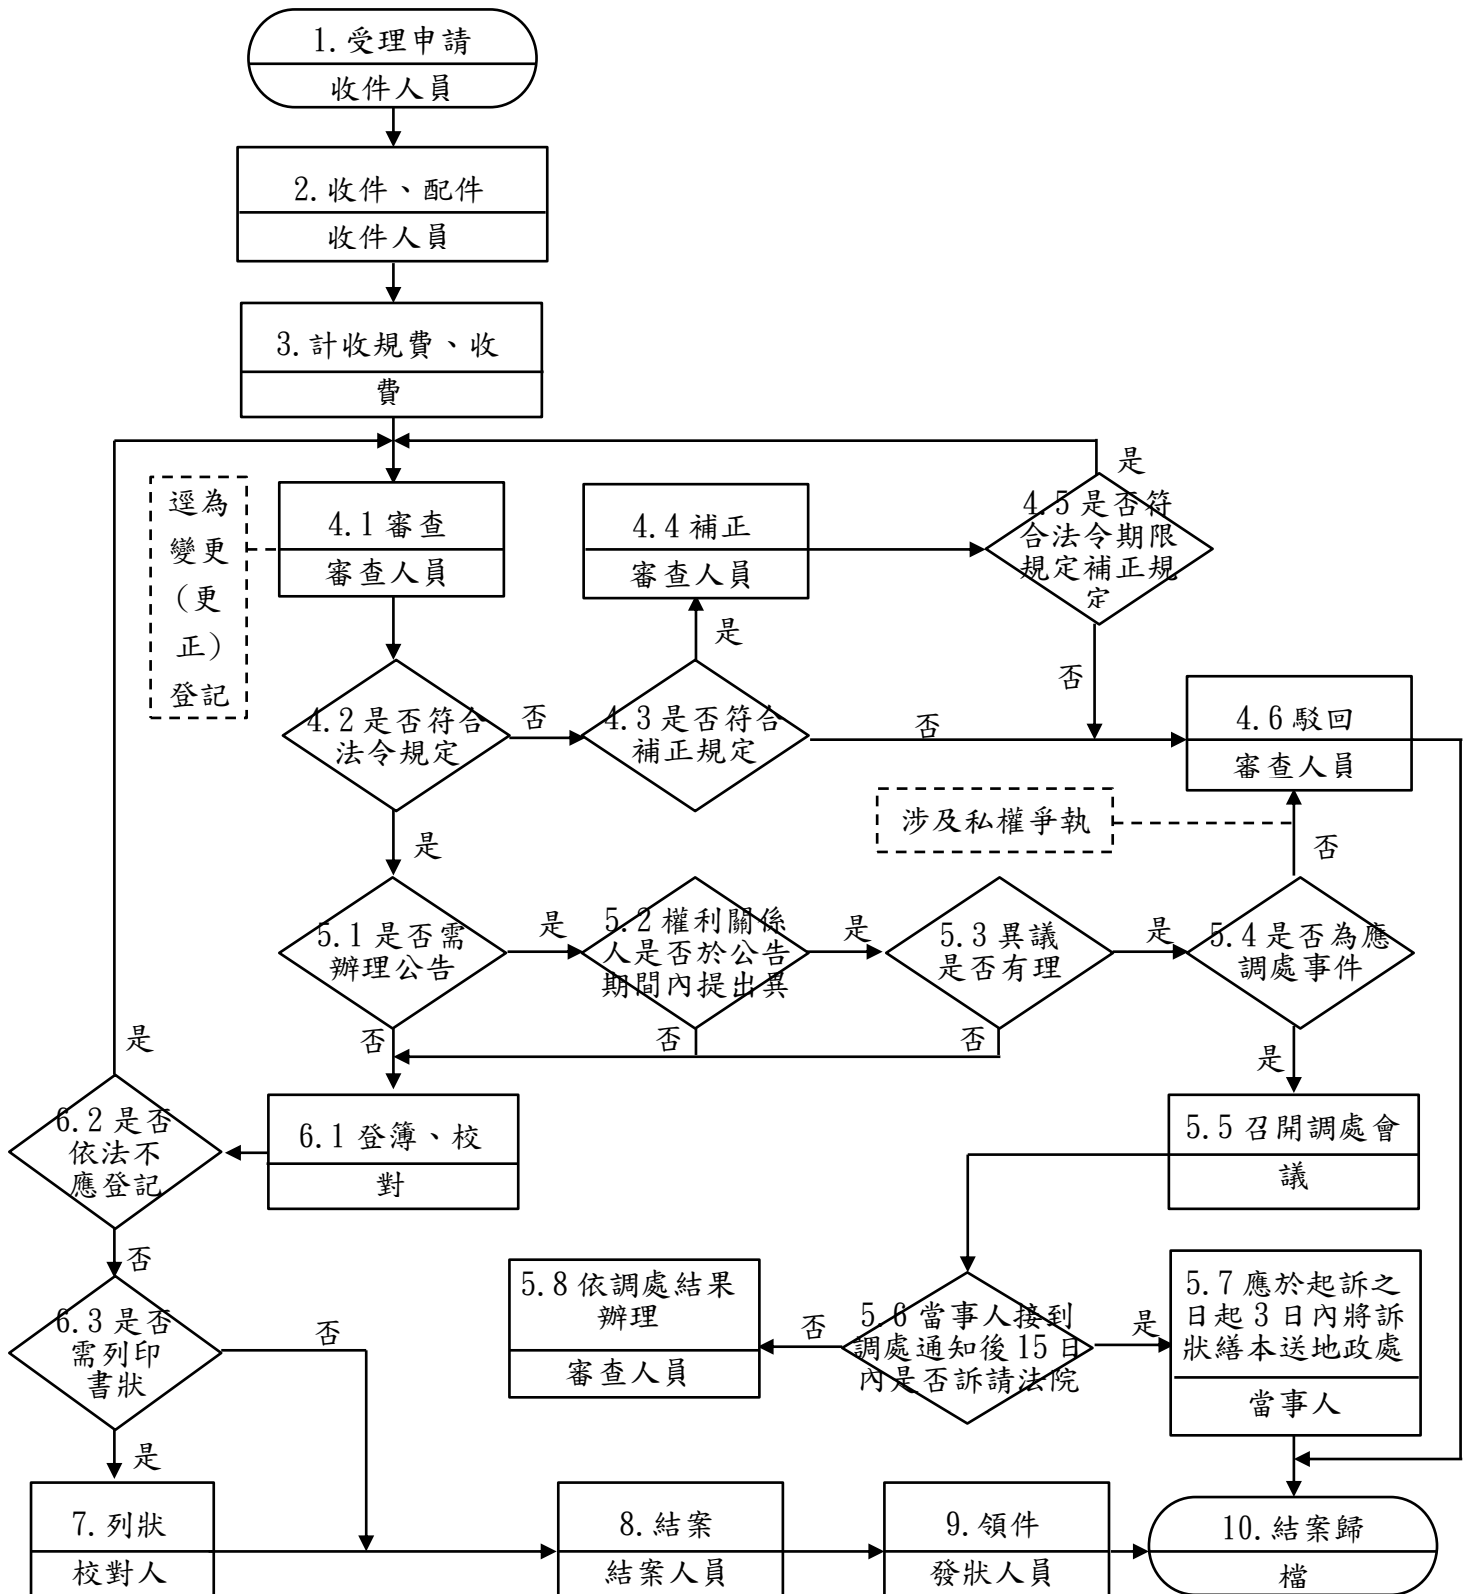 1.受理申請
收件人員
2.收件、配件
收件人員
3.計收規費、收
費
是
逕為
變更
(更
正)
登記
4.1審查
審查人員
4.4補正
審查人員
4.5是否符
合法令期限
規定補正規
定
是
否
4.2是否符合
法令規定
否
4.3是否符合
補正規定
否
4.6駁回
審查人員
涉及私權爭執
否
是
5.1是否需
辦理公告
是
5.2權利關係
人是否於公告
期間內提出異
是
5.3異議
是否有理
是
5.4是否為應
調處事件
是
否
否
否
是
6.2是否
依法不
應登記
6.1登簿、校
對
5.5召開調處會
議
否
6.3是否
需列印
書狀
否
5.8依調處結果
辦理
審查人員
否
5.6當事人接到
調處通知後15日
內是否訴請法院
是
5.7應於起訴之
日起3日內將訴
狀繕本送地政處
當事人
是
7.列狀
校對人
8.結案
結案人員
9.領件
發狀人員
10.結案歸
檔